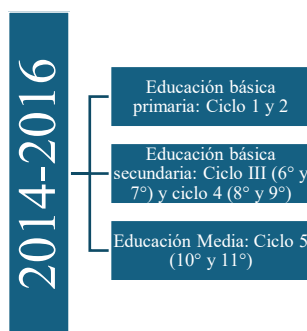 2014-2016
Educación básica
primaria: Ciclo 1 y 2
Educación básica
secundaria: Ciclo III (6° y
7°) y ciclo 4 (8° y 9°)
Educación Media: Ciclo 5
(10° y 11°)